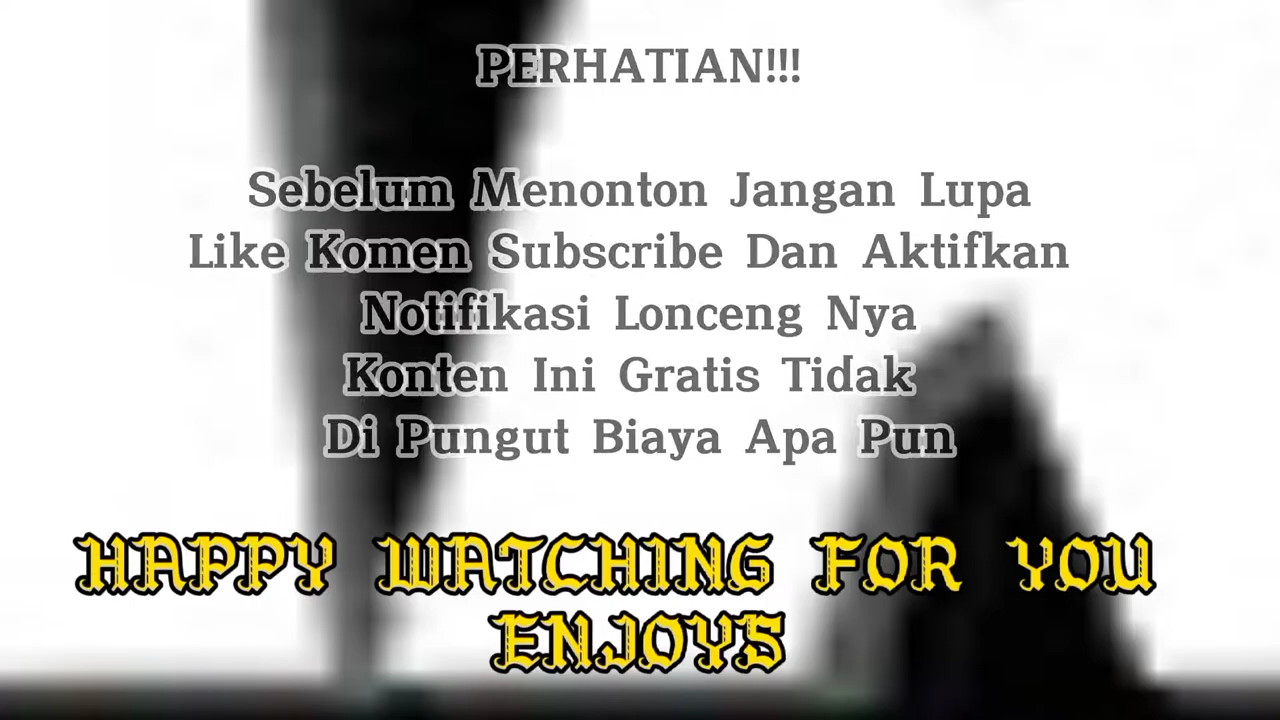 PERHATIAN!!!
Sebelum Menonton Jangan Lupa
Like Komen Subscribe Dan Aktifkan
Notifikasi Lonceng Nya
Konten Ini Gratis Tidak
Di Pungut Biaya Apa Pun
HAPPY WATCHING FOR YOU
ENJOYS